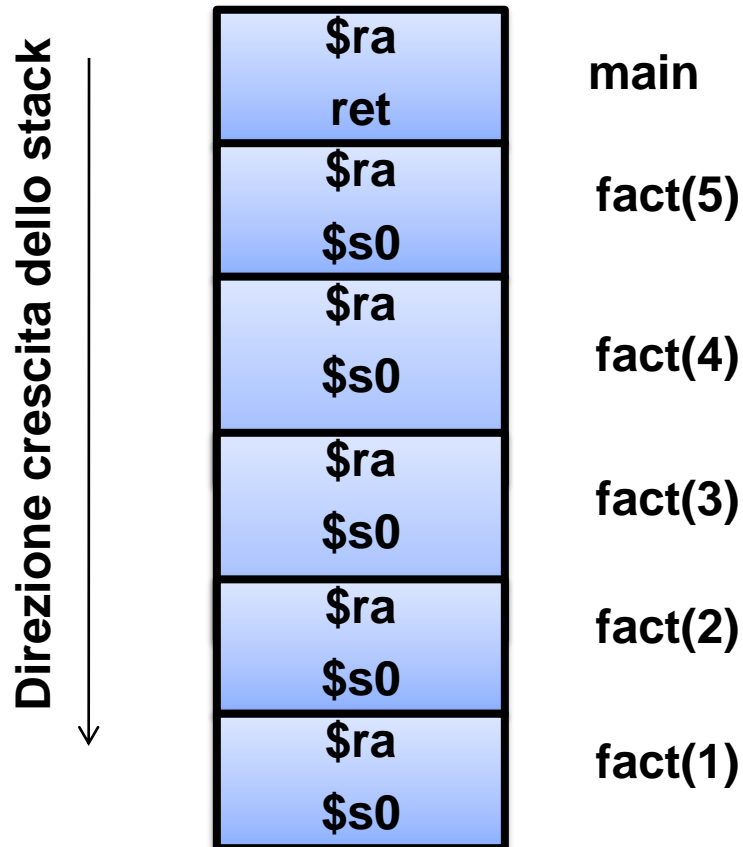 Direzione crescita dello stack
$ra
ret
main
$ra
$s0
fact(5)
$ra
$s0
fact(4)
$ra
$s0
fact(3)
$ra
$s0
fact(2)
$ra
$s0
fact(1)